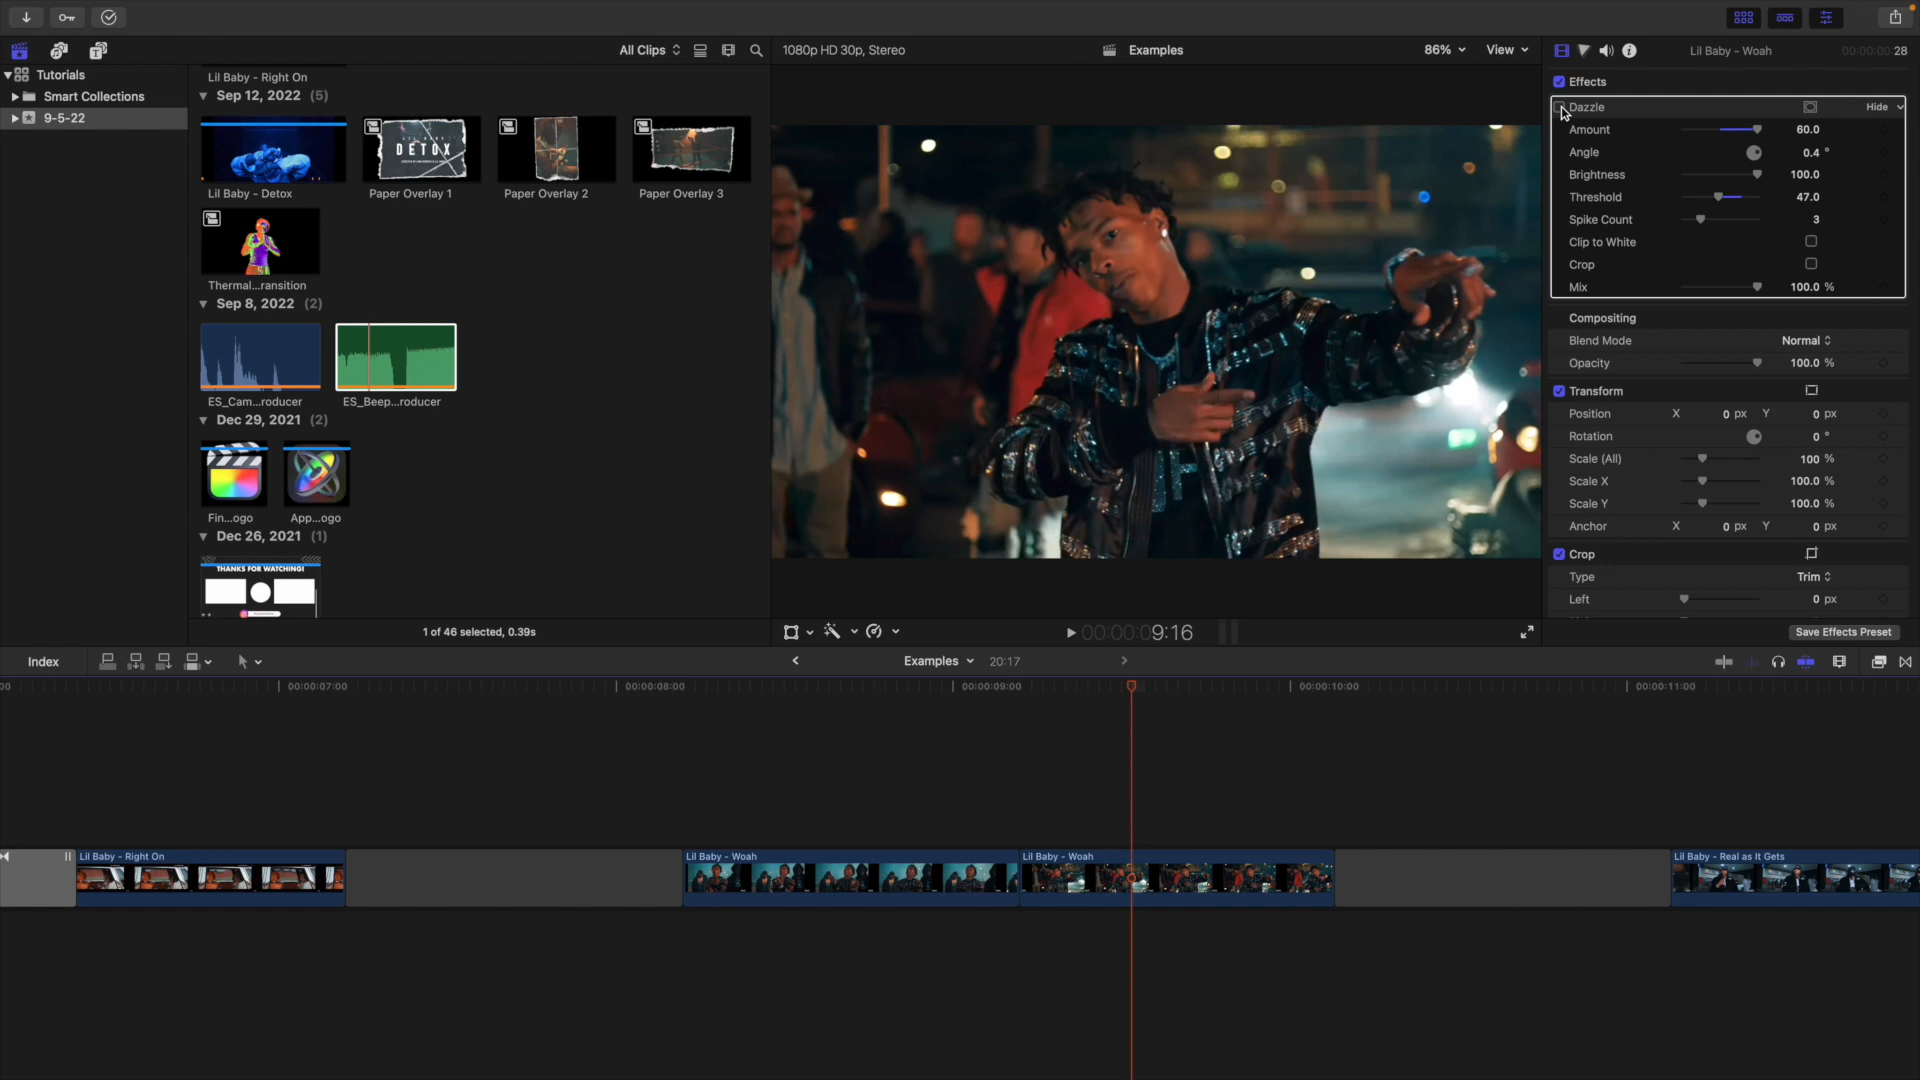 All Clips
1080p HD 30p, Stereo
Examples
86%
View
Lil Baby - Woah
00:00:00:28
Tutorials
Smart Collections
9-5-22
Lil Baby - Right On
Sep 12, 2022 (5)
LIL BABY
DETOX
Lil Baby - Detox
Paper Overlay 1
Paper Overlay 2
Paper Overlay 3
Thermal...ransition
Sep 8, 2022 (2)
ES_Cam...roducer
ES_Beep...roducer
Dec 29, 2021 (2)
Fin...ogo
App...ogo
Dec 26, 2021 (1)
THANKS FOR WATCHING!
1 of 46 selected, 0.39s
00:00:09:16
Effects
Dazzle
Hide
Amount 60.0
Angle 0.4 °
Brightness 100.0
Threshold 47.0
Spike Count 3
Clip to White
Crop
Mix 100.0 %
Compositing
Blend Mode Normal
Opacity 100.0 %
Transform
Position X 0 px Y 0 px
Rotation 0 °
Scale (All) 100 %
Scale X 100.0 %
Scale Y 100.0 %
Anchor X 0 px Y 0 px
Crop
Type Trim
Left 0 px
Save Effects Preset
Index
Examples
20:17
00
00:00:07:00
00:00:08:00
00:00:09:00
00:00:10:00
00:00:11:00
Lil Baby - Right On
Lil Baby - Woah
Lil Baby - Woah
Lil Baby - Real as It Gets